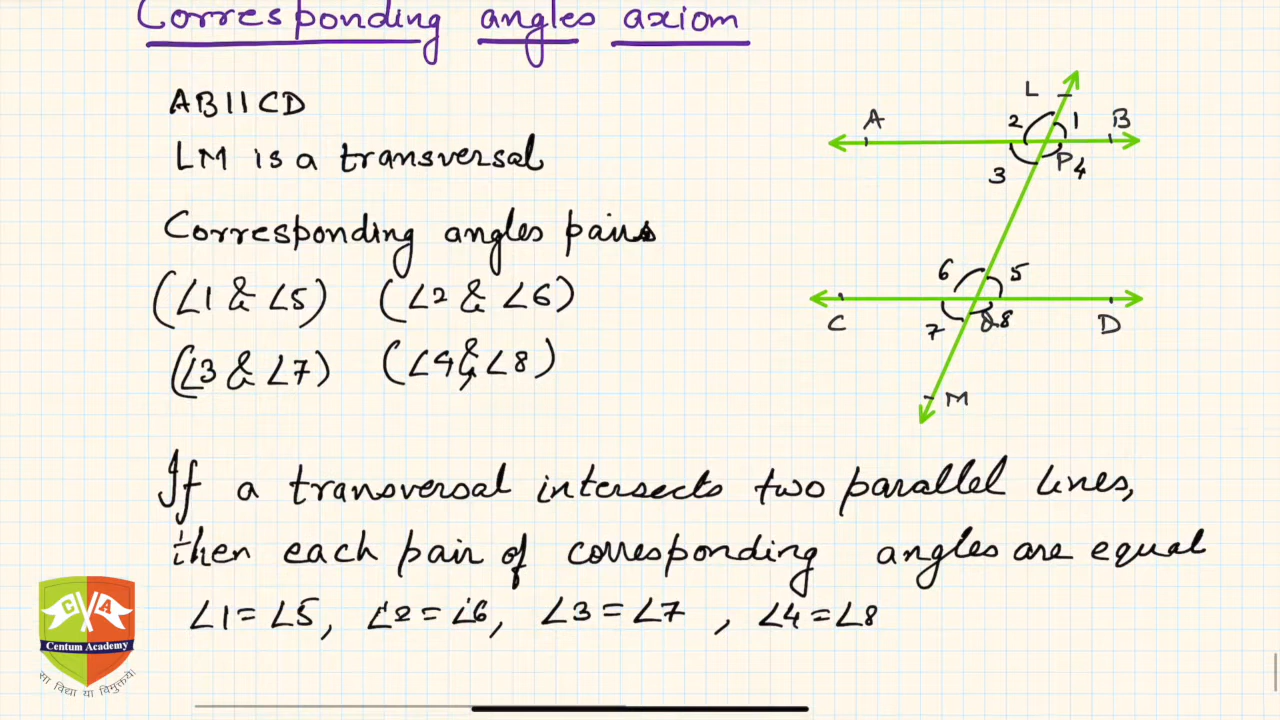 Corresponding angles axiom
AB||CD
LM is a transversal
Corresponding angles pairs
(∠1 & ∠5) (∠2 & ∠6)
(∠3 & ∠7) (∠4 & ∠8)
L
A 2 1 B
3 P 4
6 5
C 7 Q 8 D
M
If a transversal intersects two parallel lines,
then each pair of corresponding angles are equal
∠1 = ∠5, ∠2 = ∠6, ∠3 = ∠7, ∠4 = ∠8
C A
Centum Academy
सा विद्या या विमुक्तये।